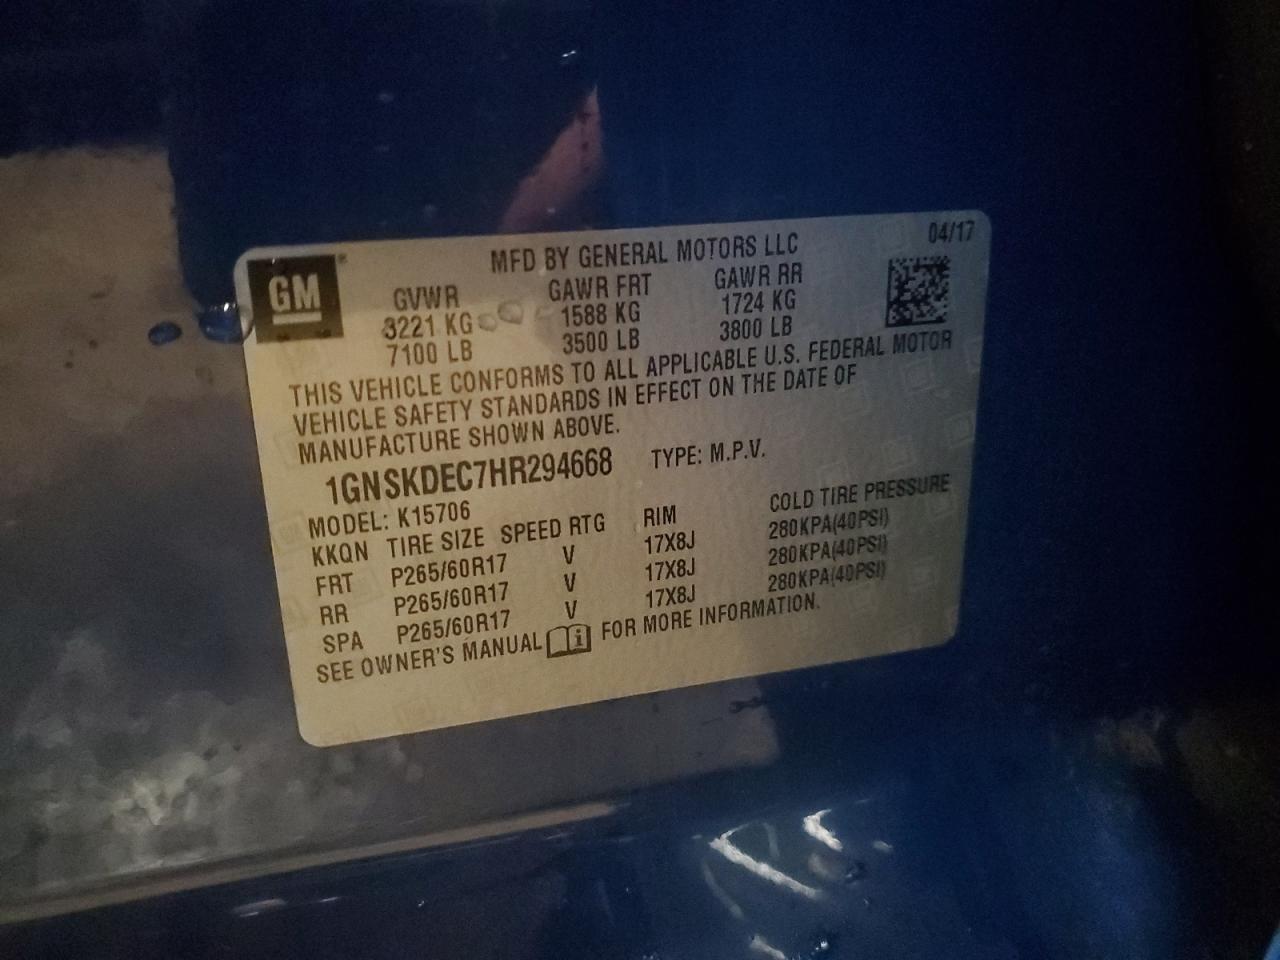 GM
MFD BY GENERAL MOTORS LLC 04/17
GVWR GAWR FRT GAWR RR
3221 KG 1588 KG 1724 KG
7100 LB 3500 LB 3800 LB
THIS VEHICLE CONFORMS TO ALL APPLICABLE U.S. FEDERAL MOTOR
VEHICLE SAFETY STANDARDS IN EFFECT ON THE DATE OF
MANUFACTURE SHOWN ABOVE.
1GNSKDEC7HR294668 TYPE: M.P.V.
MODEL: K15706
KKQN TIRE SIZE SPEED RTG RIM COLD TIRE PRESSURE
FRT P265/60R17 V 17X8J 280KPA(40PSI)
RR P265/60R17 V 17X8J 280KPA(40PSI)
SPA P265/60R17 V 17X8J 280KPA(40PSI)
SEE OWNER'S MANUAL FOR MORE INFORMATION.